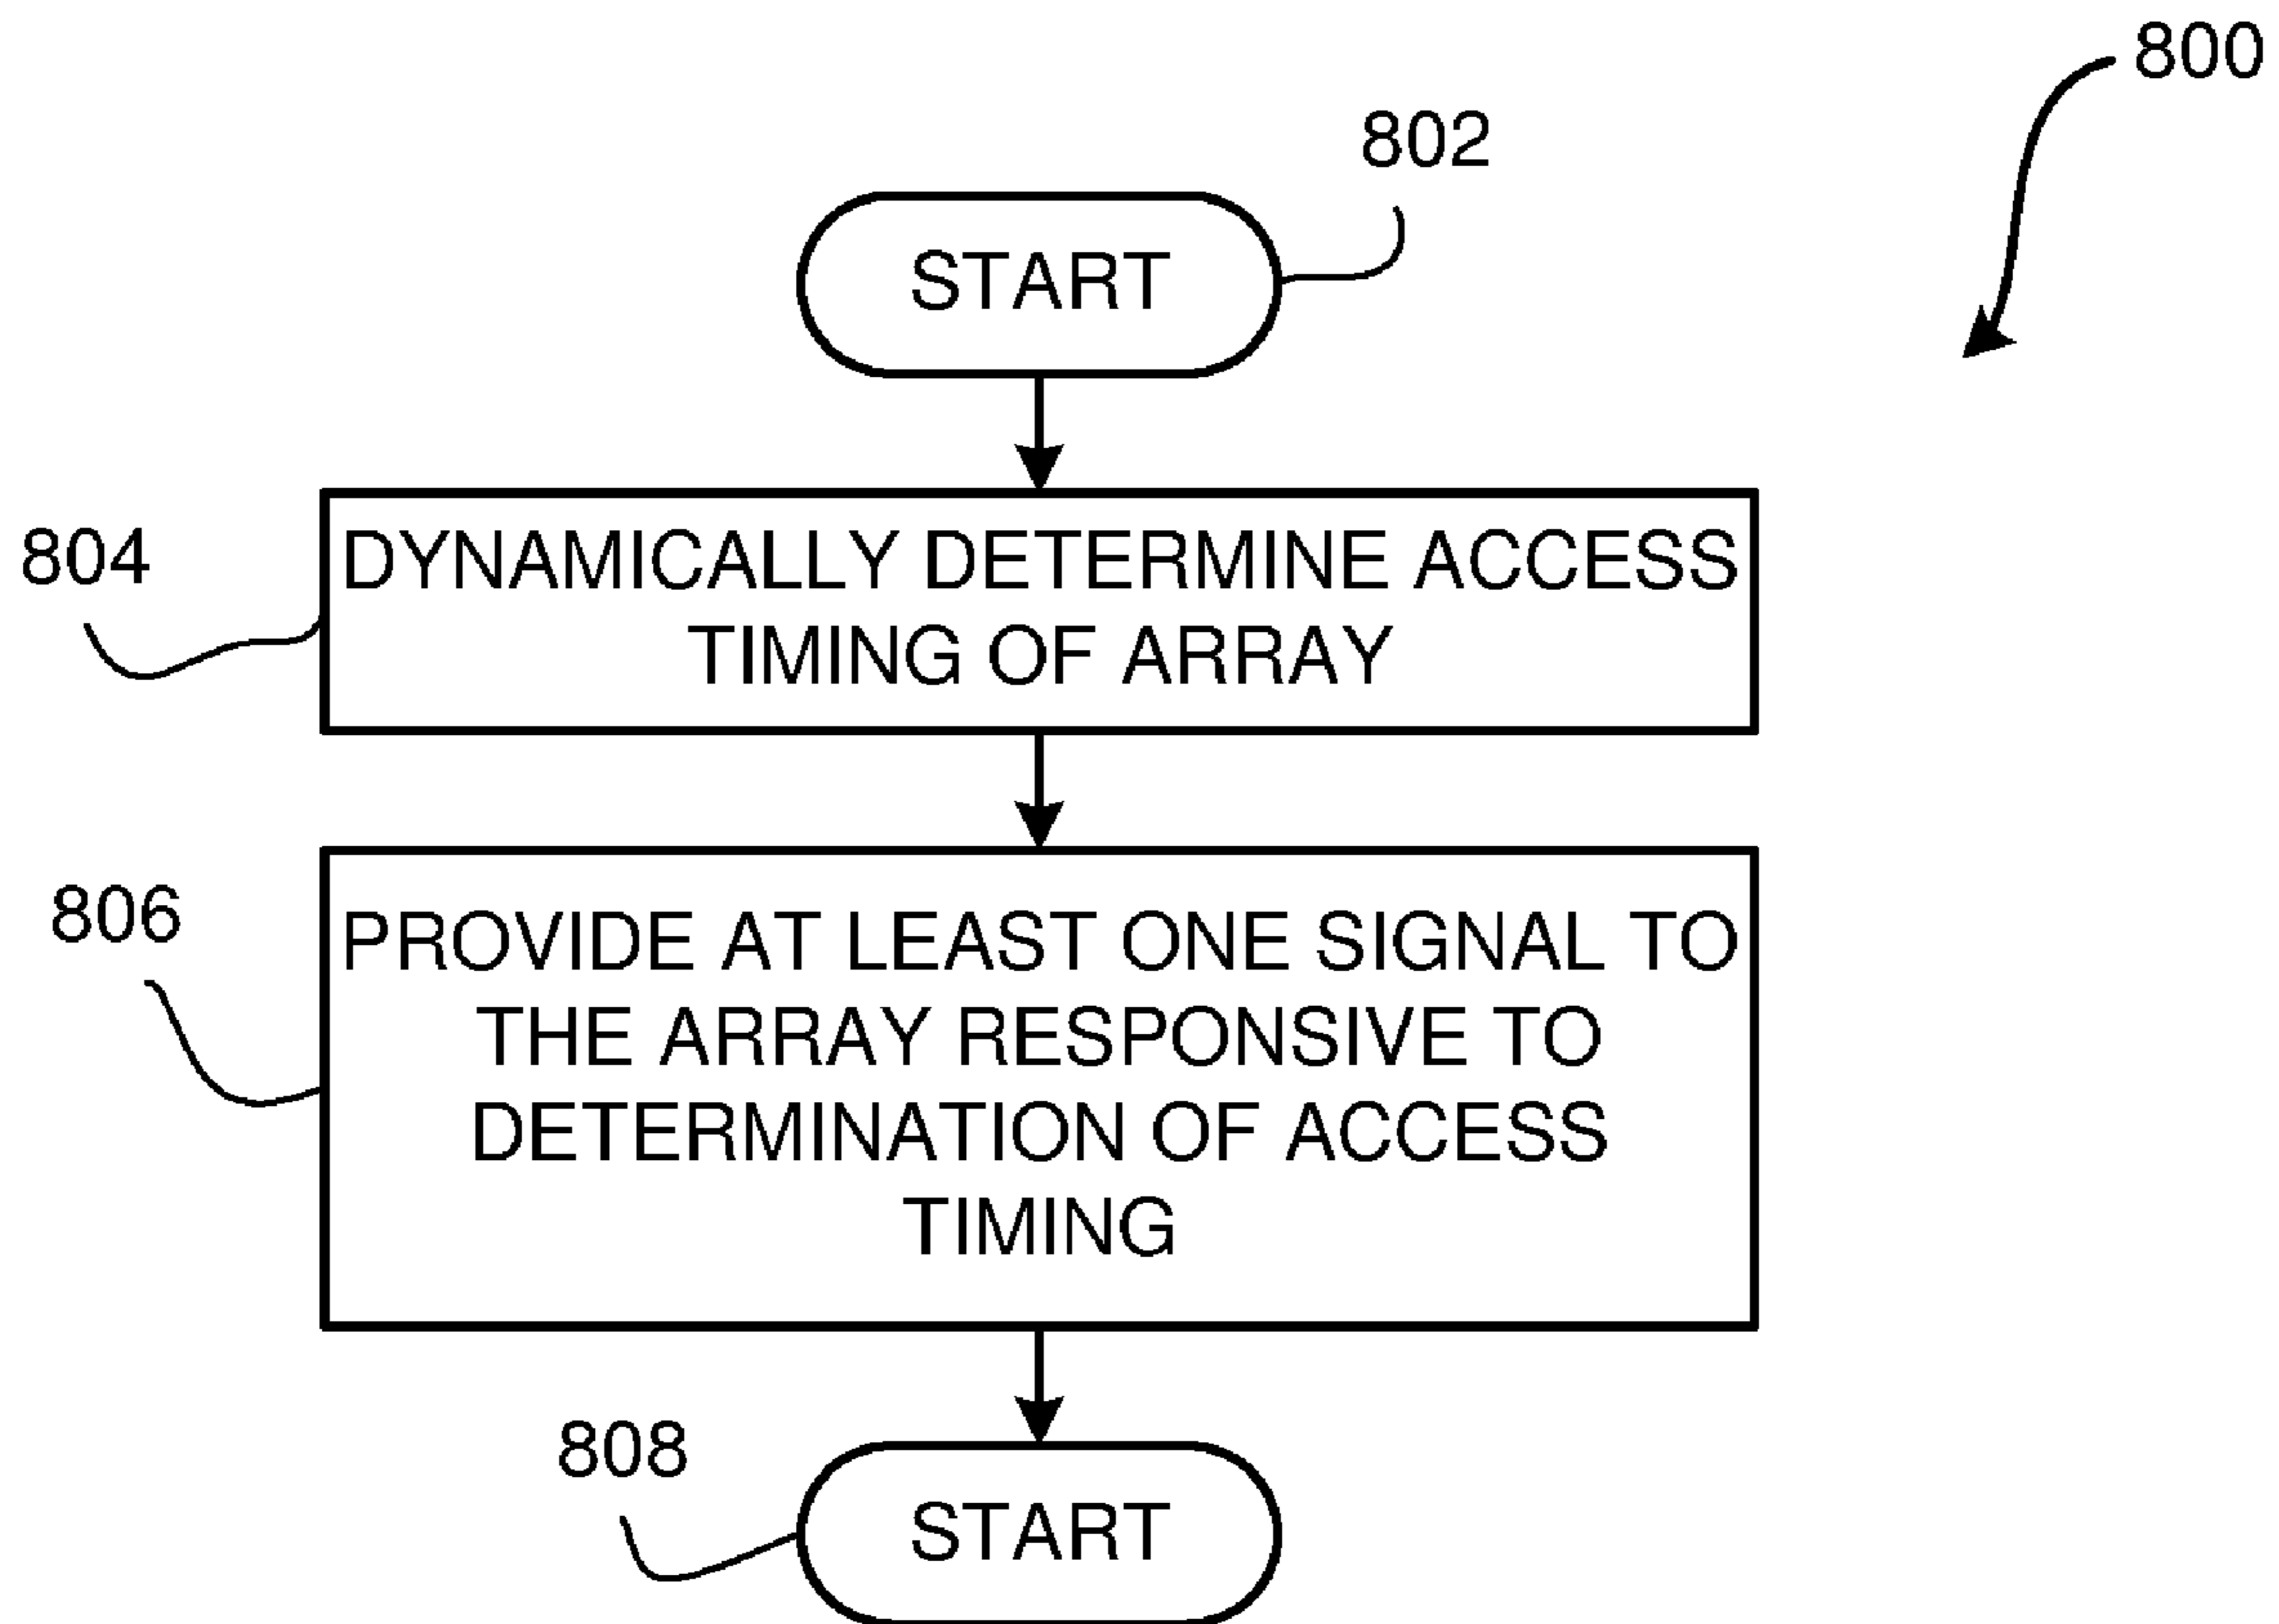 800
802
START
804
DYNAMICALLY DETERMINE ACCESS
TIMING OF ARRAY
806
PROVIDE AT LEAST ONE SIGNAL TO
THE ARRAY RESPONSIVE TO
DETERMINATION OF ACCESS
TIMING
808
START